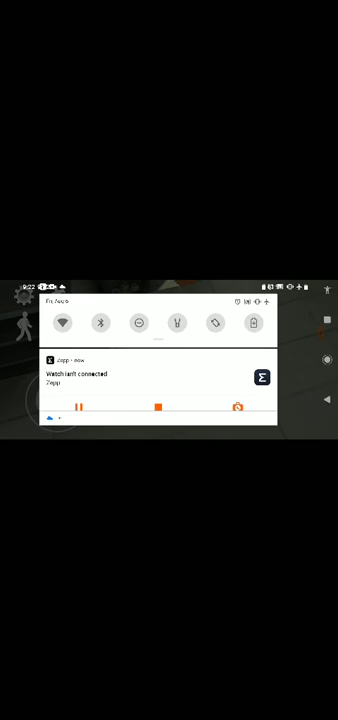 9:22
Fri, Aug 6
Zepp • now
Watch isn't connected
Zepp